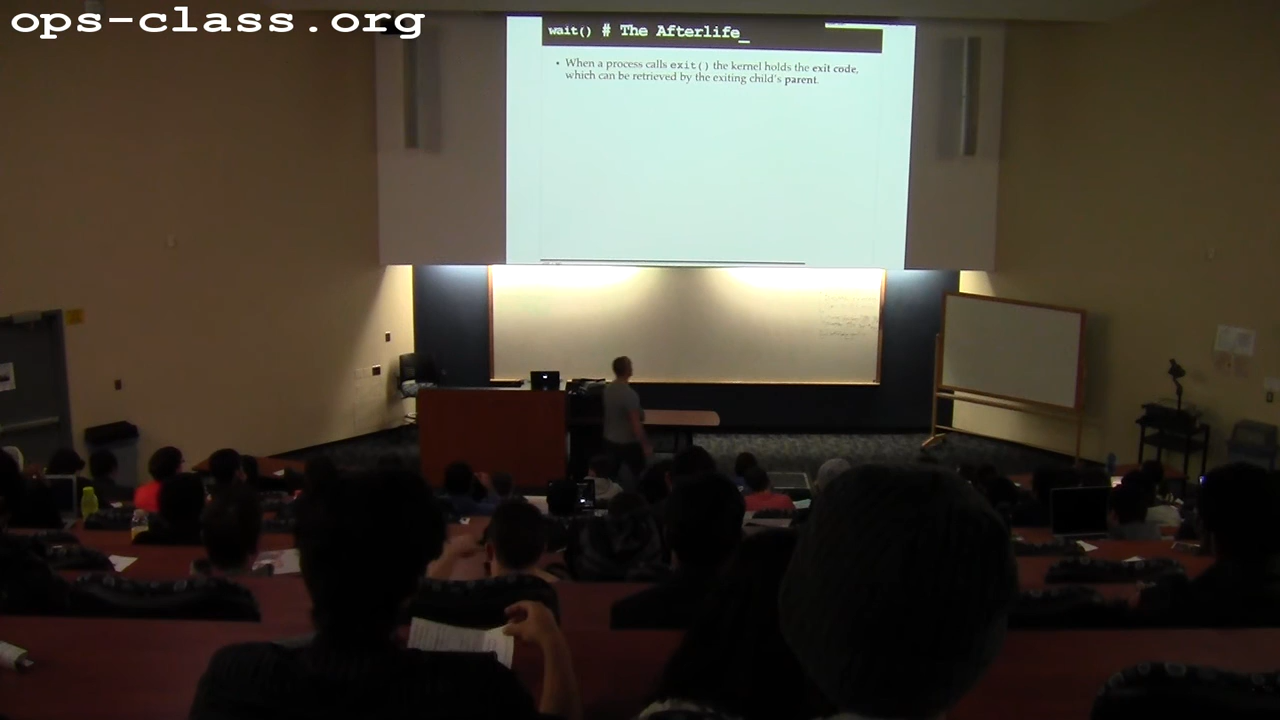 ops-class.org
wait() # The Afterlife_
• When a process calls exit() the kernel holds the exit code,
which can be retrieved by the exiting child's parent.